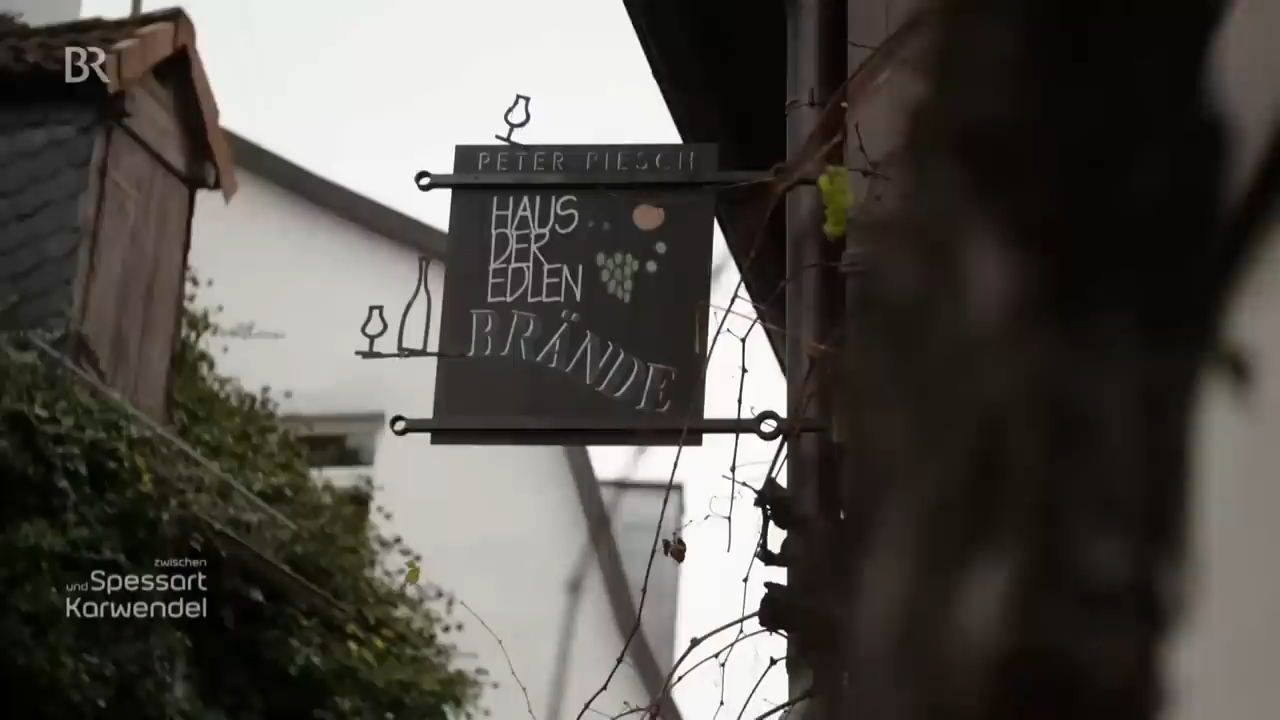 BR
PETER PIESCH
HAUS
DER
EDLEN
BRÄNDE
zwischen
und Spessart
Karwendel